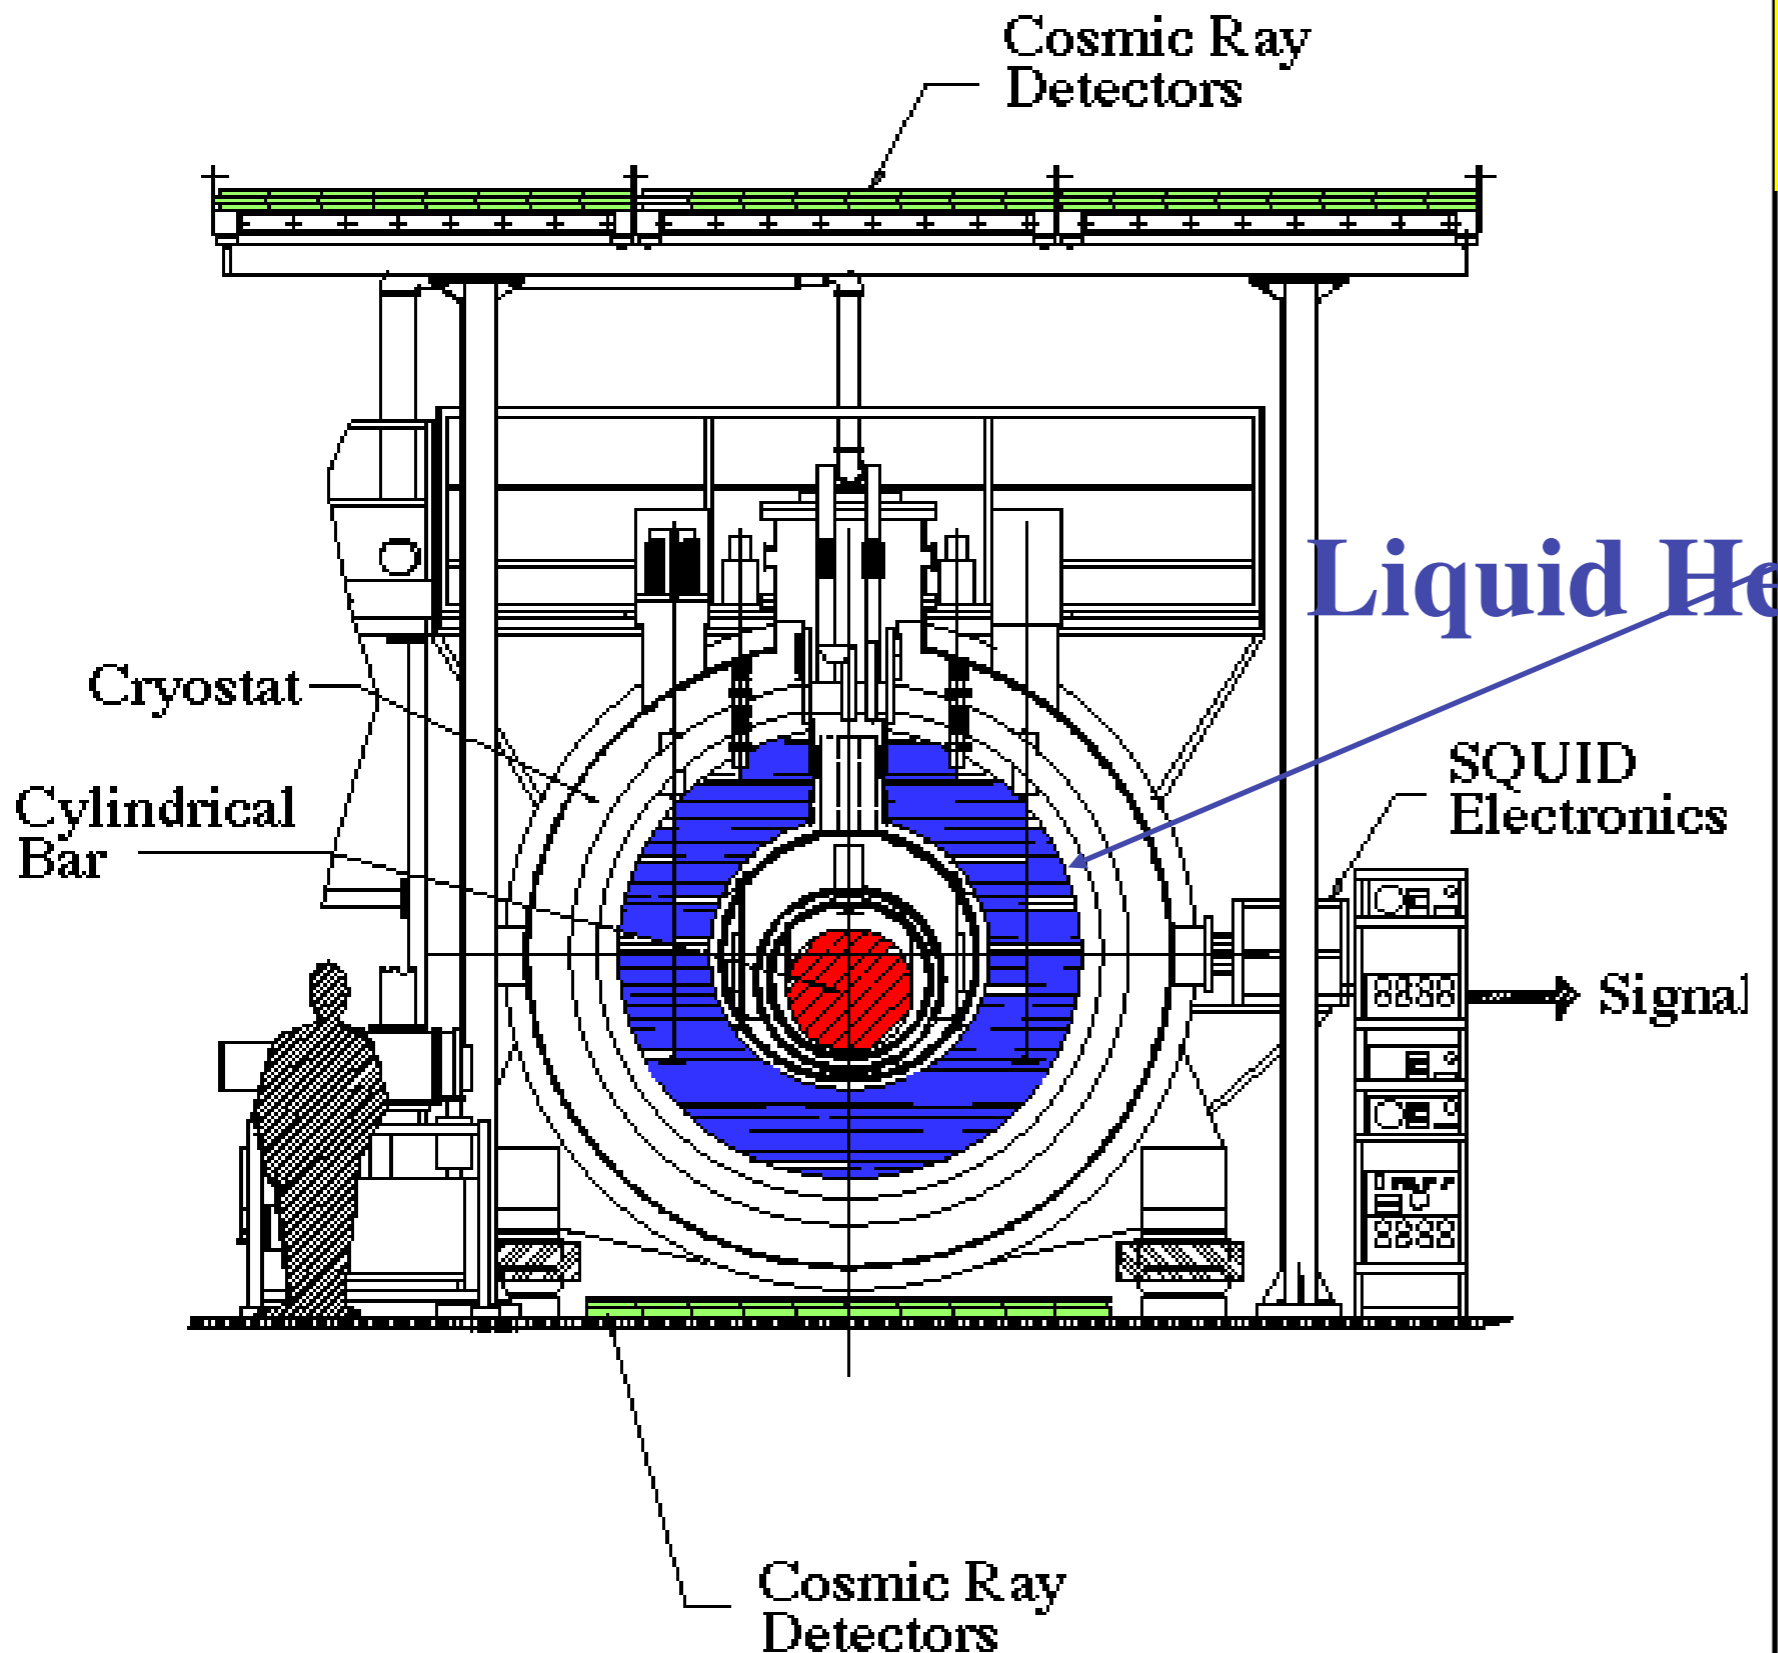 Cosmic Ray
Detectors
Liquid He
Cryostat
SQUID
Electronics
Cylindrical
Bar
Signal
Cosmic Ray
Detectors